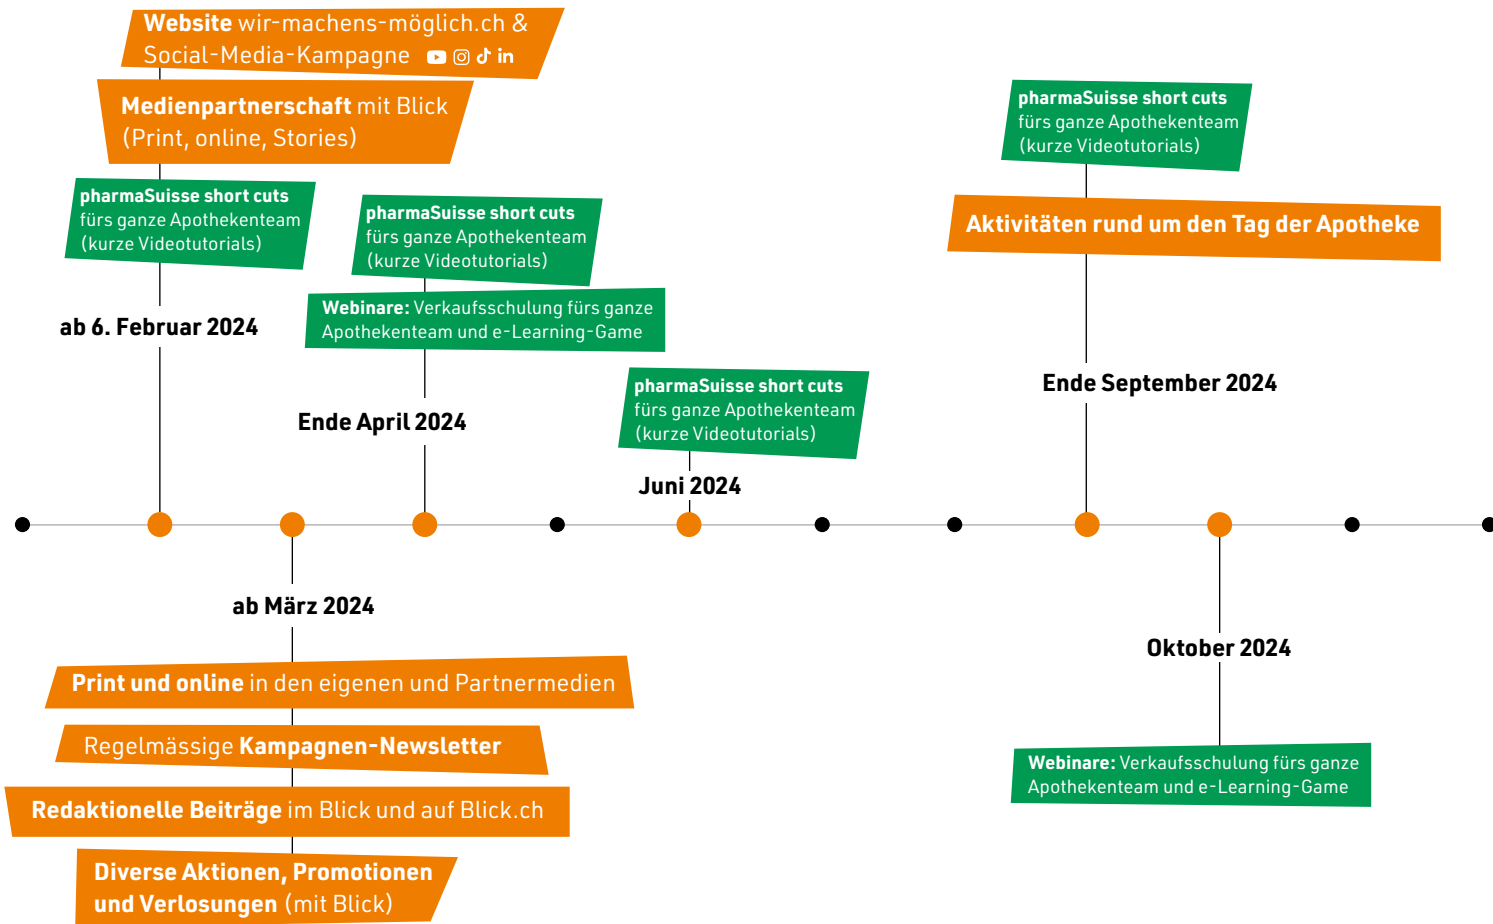 Website wir-machens-möglich.ch &
Social-Media-Kampagne
Medienpartnerschaft mit Blick
(Print, online, Stories)
pharmaSuisse short cuts
fürs ganze Apothekenteam
(kurze Videotutorials)
ab 6. Februar 2024
pharmaSuisse short cuts
fürs ganze Apothekenteam
(kurze Videotutorials)
Webinare: Verkaufsschulung fürs ganze
Apothekenteam und e-Learning-Game
Ende April 2024
pharmaSuisse short cuts
fürs ganze Apothekenteam
(kurze Videotutorials)
Juni 2024
pharmaSuisse short cuts
fürs ganze Apothekenteam
(kurze Videotutorials)
Aktivitäten rund um den Tag der Apotheke
Ende September 2024
ab März 2024
Print und online in den eigenen und Partnermedien
Regelmässige Kampagnen-Newsletter
Redaktionelle Beiträge im Blick und auf Blick.ch
Diverse Aktionen, Promotionen
und Verlosungen (mit Blick)
Oktober 2024
Webinare: Verkaufsschulung fürs ganze
Apothekenteam und e-Learning-Game